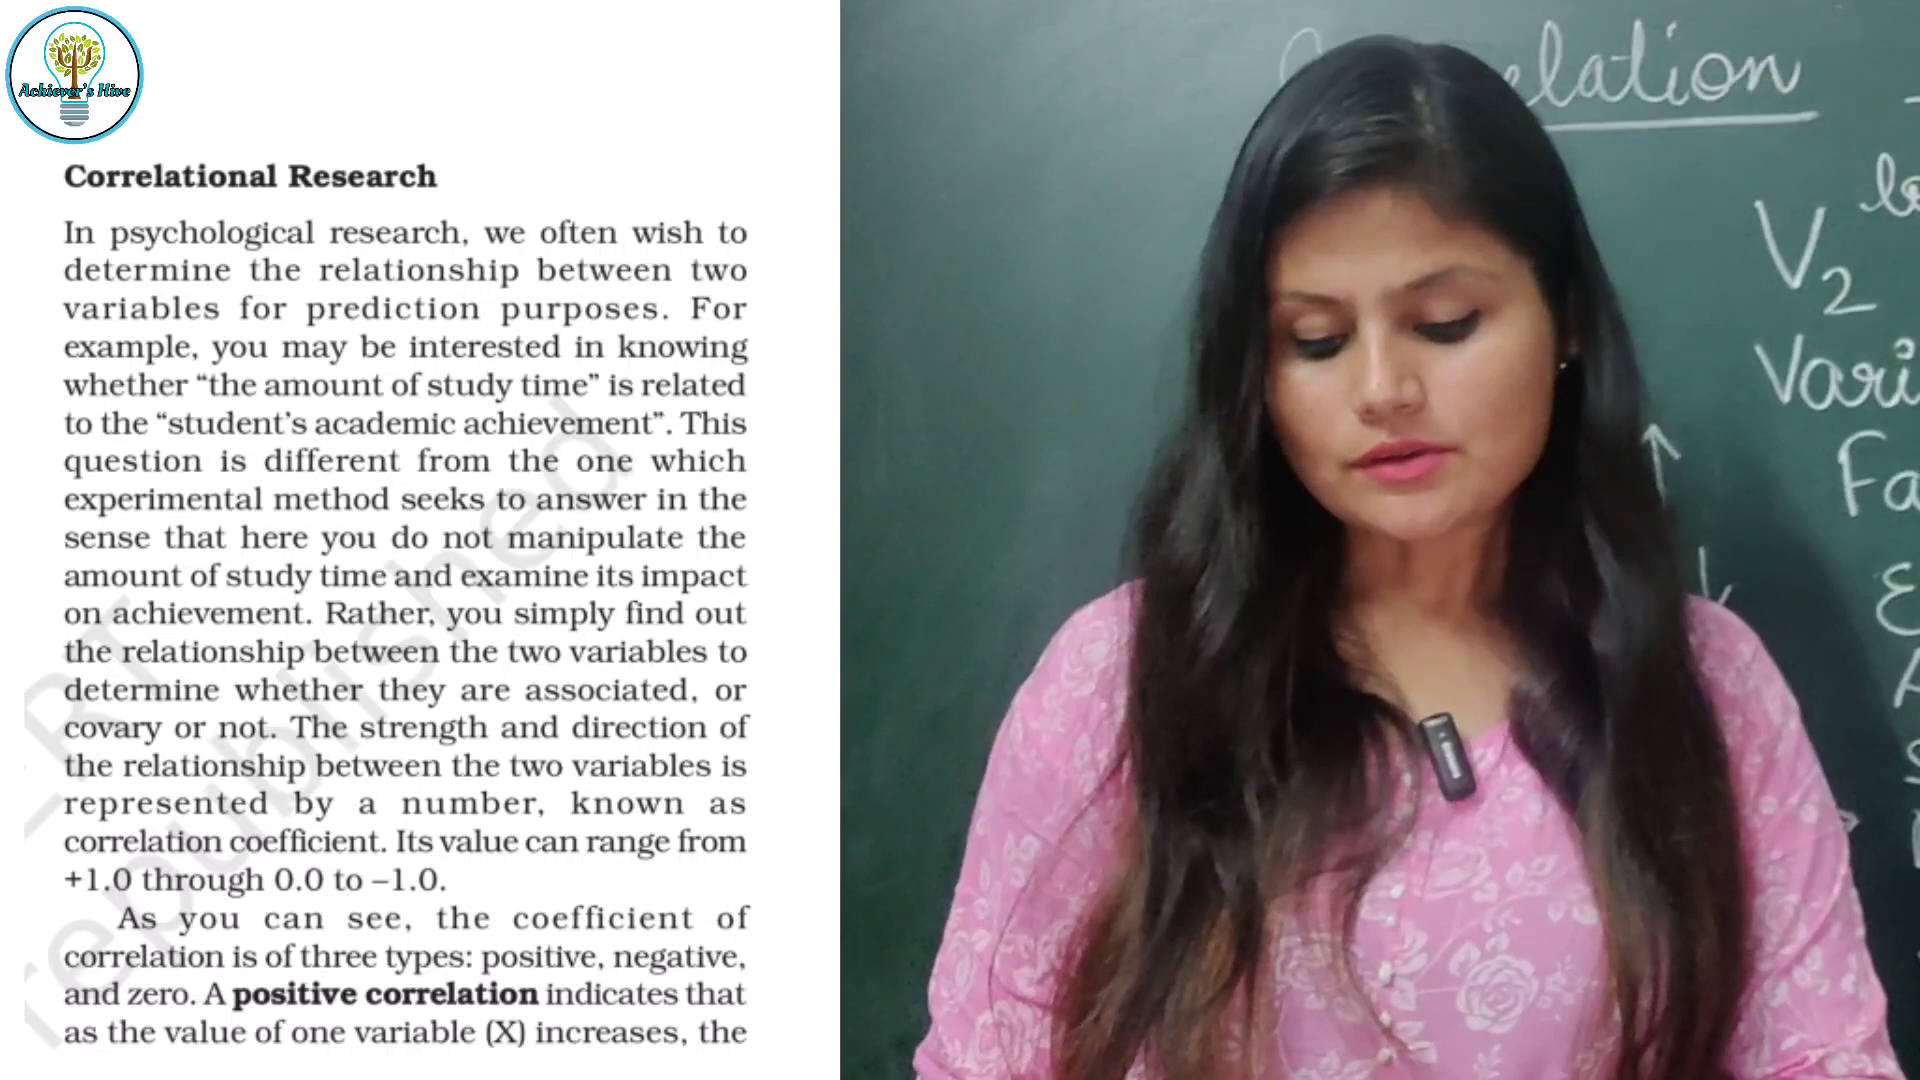 Achiever's Hive
Correlational Research
In psychological research, we often wish to
determine the relationship between two
variables for prediction purposes. For
example, you may be interested in knowing
whether “the amount of study time” is related
to the “student’s academic achievement”. This
question is different from the one which
experimental method seeks to answer in the
sense that here you do not manipulate the
amount of study time and examine its impact
on achievement. Rather, you simply find out
the relationship between the two variables to
determine whether they are associated, or
covary or not. The strength and direction of
the relationship between the two variables is
represented by a number, known as
correlation coefficient. Its value can range from
+1.0 through 0.0 to –1.0.
As you can see, the coefficient of
correlation is of three types: positive, negative,
and zero. A positive correlation indicates that
as the value of one variable (X) increases, the
republished
elation
V2
Vari
Fa